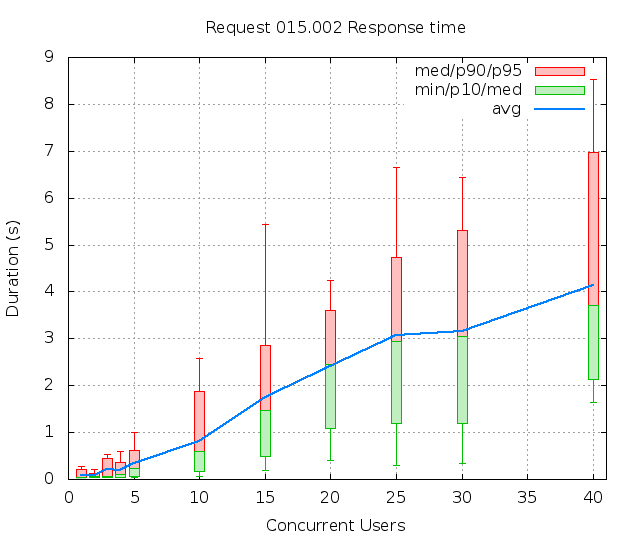 Request 015.002 Response time
med/p90/p95
min/p10/med
avg
Duration (s)
9
8
7
6
5
4
3
2
1
0
0 5 10 15 20 25 30 35 40
Concurrent Users